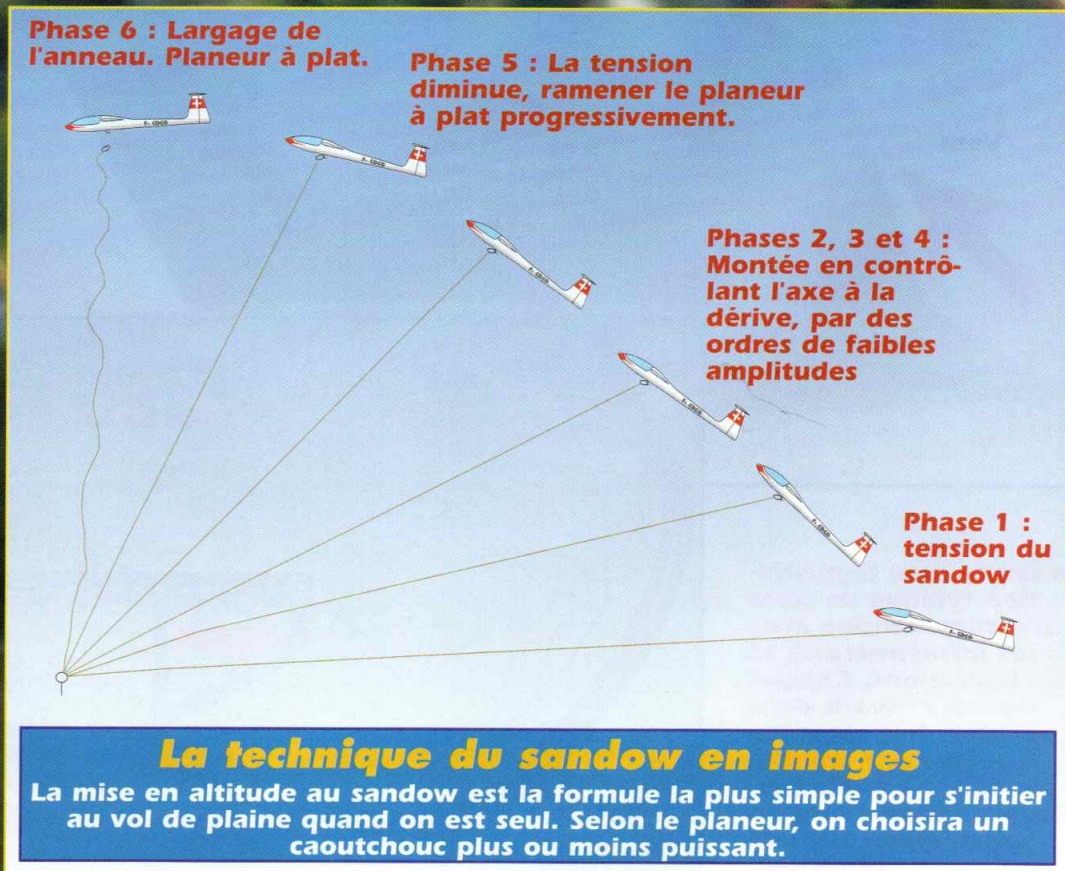 Phase 6 : Largage de
l'anneau. Planeur à plat.
Phase 5 : La tension
diminue, ramener le planeur
à plat progressivement.
Phases 2, 3 et 4 :
Montée en contrô-
lant l'axe à la
dérive, par des
ordres de faibles
amplitudes
Phase 1 :
tension du
sandow
La technique du sandow en images
La mise en altitude au sandow est la formule la plus simple pour s'initier
au vol de plaine quand on est seul. Selon le planeur, on choisira un
caoutchouc plus ou moins puissant.